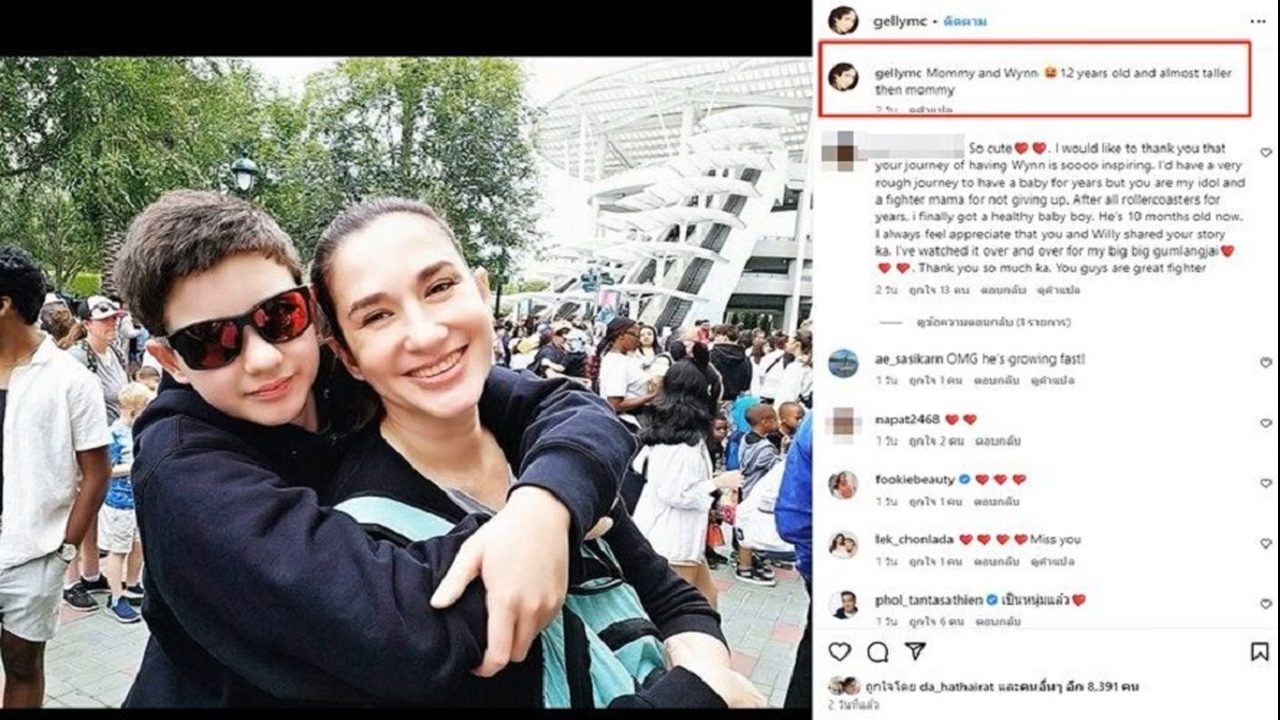 gellymc • ติดตาม
gellymc Mommy and Wynn 12 years old and almost taller
then mommy
2 วัน ดูคำแปล
So cute❤️❤️. I would like to thank you that
your journey of having Wynn is soooo inspiring. I'd have a very
rough journey to have a baby for years but you are my idol and
a fighter mama for not giving up. After all rollercoasters for
years. i finally got a healthy baby boy. He's 10 months old now.
I always feel appreciate that you and Willy shared your story
ka. I've watched it over and over for my big big gumlangjai❤️
❤️❤️. Thank you so much ka. You guys are great fighter
2 วัน ถูกใจ 13 คน ตอบกลับ ดูคำแปล
ดูข้อความตอบกลับ (1 รายการ)
ae_sasikarn OMG he's growing fast!!
1 วัน ถูกใจ 1 คน ตอบกลับ ดูคำแปล
napat2468 ❤️❤️
1 วัน ถูกใจ 2 คน ตอบกลับ
fookiebeauty ❤️❤️❤️
1 วัน ถูกใจ 1 คน ตอบกลับ
lek_chonlada ❤️❤️❤️❤️Miss you
1 วัน ถูกใจ 1 คน ตอบกลับ ดูคำแปล
phol_tantasathien เป็นหนุ่มแล้ว❤️
1 วัน ถูกใจ 6 คน ตอบกลับ
ถูกใจโดย da_hathairat และคนอื่นๆ อีก 8,391 คน
2 วันที่แล้ว